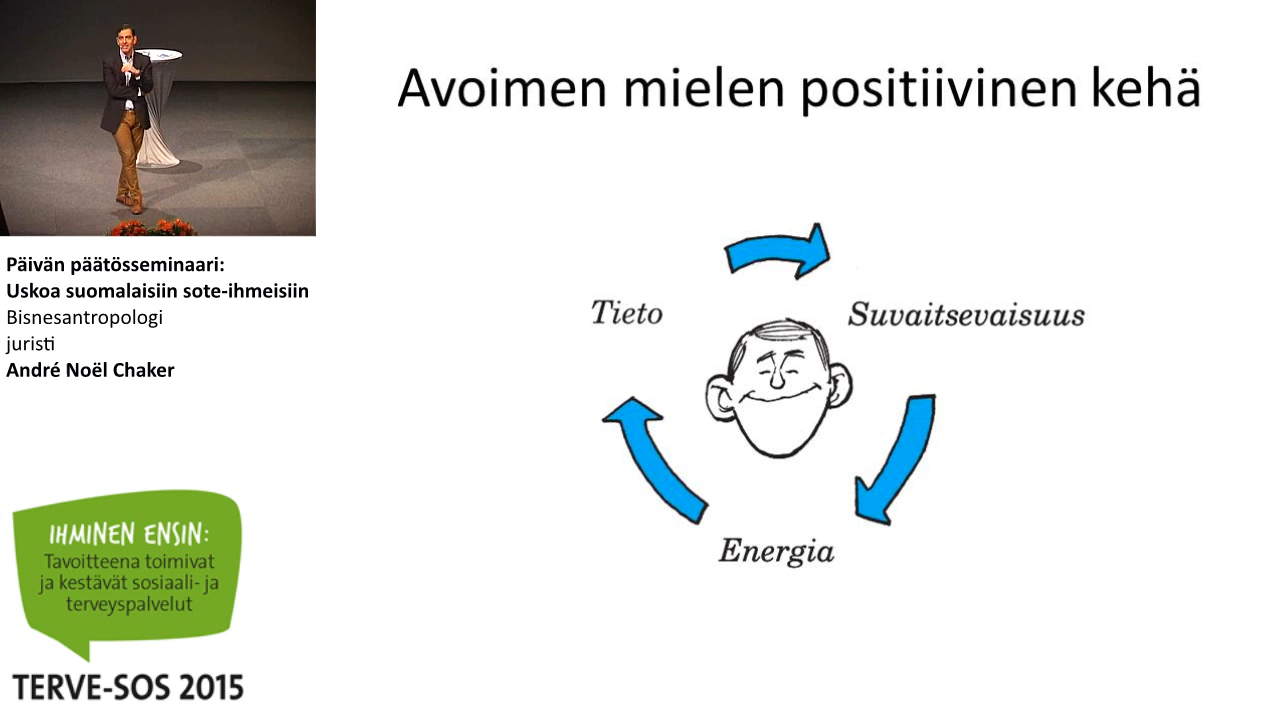 Avoimen mielen positiivinen kehä
Tieto
Suvaitsevaisuus
Energia
Päivän päätösseminaari:
Uskoa suomalaisiin sote-ihmeisiin
Bisnesantropologi
juristi
André Noël Chaker
IHMINEN ENSIN:
Tavoitteena toimivat
ja kestävät sosiaali- ja
terveyspalvelut
TERVE-SOS 2015